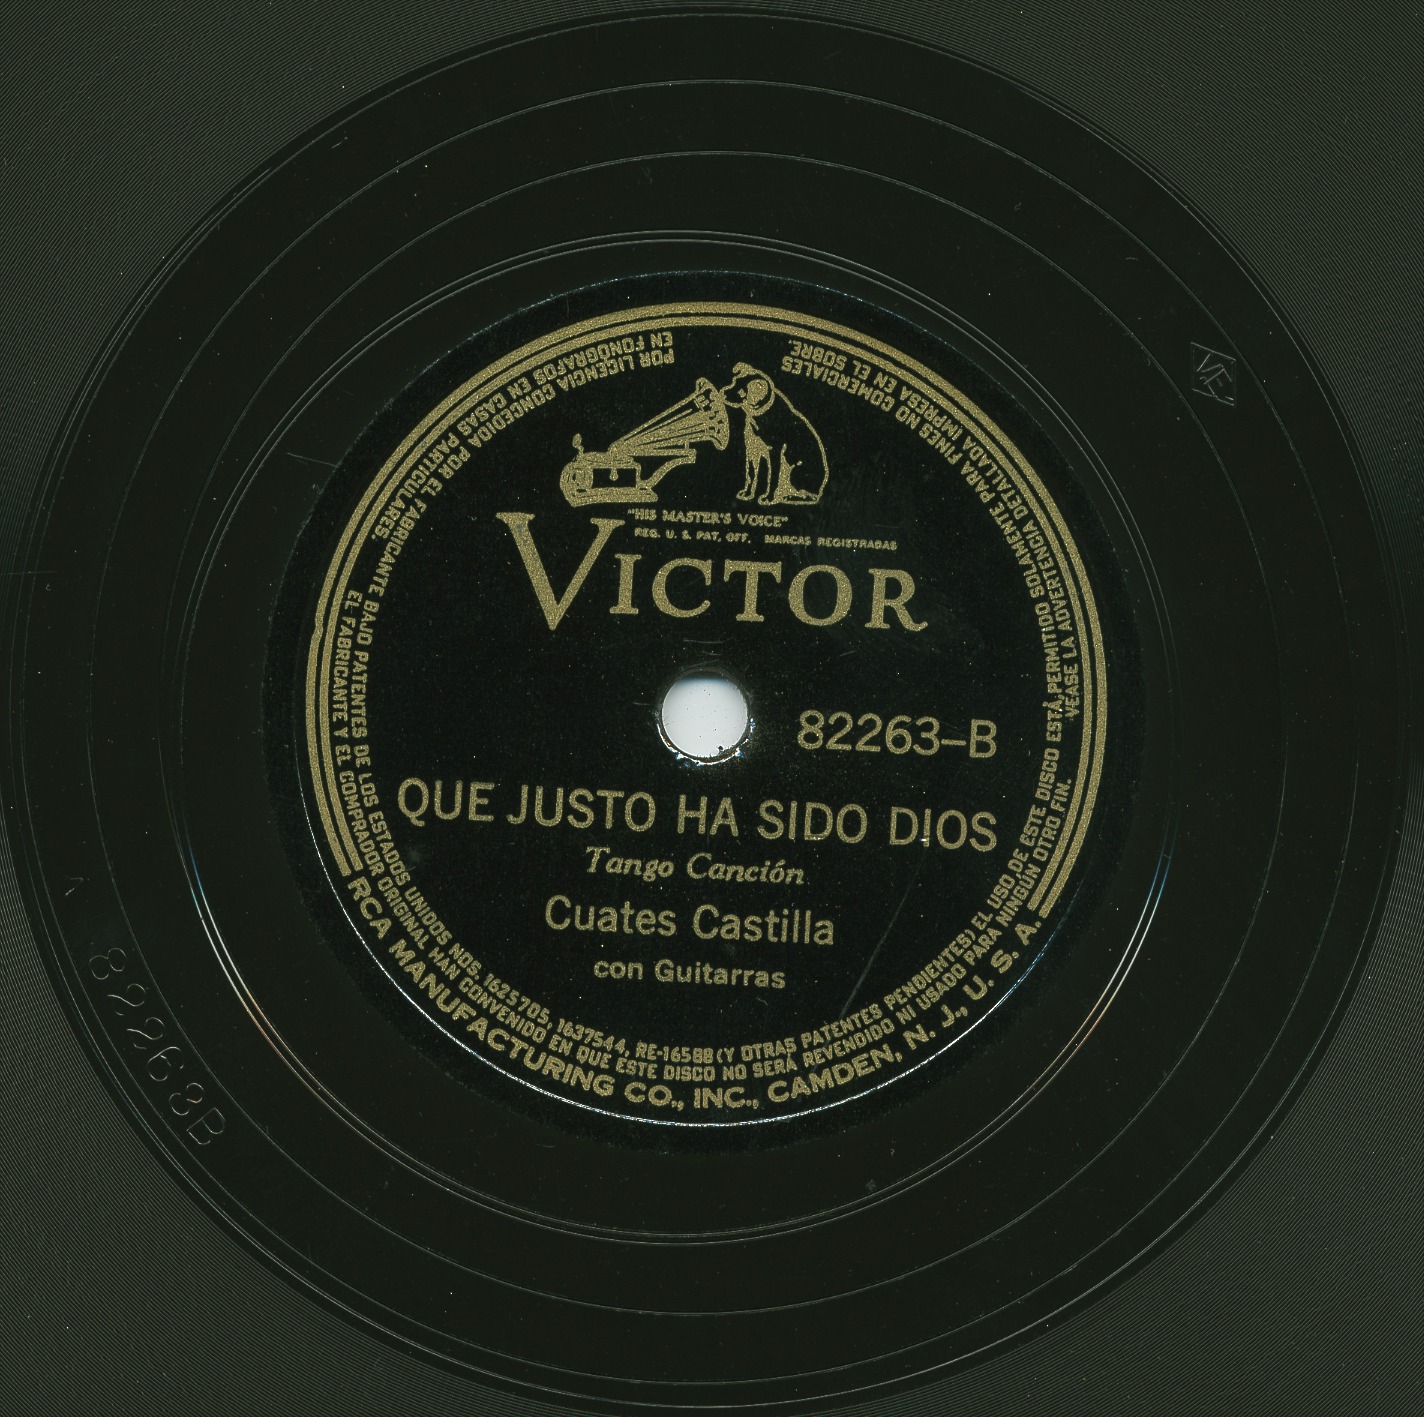 "HIS MASTER'S VOICE"
REG. U. S. PAT. OFF. MARCAS REGISTRADAS
VICTOR
82263-B
QUE JUSTO HA SIDO DIOS
Tango Canción
Cuates Castilla
con Guitarras
POR LICENCIA CONCEDIDA POR EL FABRICANTE BAJO PATENTES DE LOS ESTADOS UNIDOS NOS. 1625705, 1637544, RE-16588 (Y OTRAS PATENTES PENDIENTES) EL USO DE ESTE DISCO ESTÁ PERMITIDO SOLAMENTE PARA FINES NO COMERCIALES
EN FONÓGRAFOS EN CASAS PARTICULARES.
EL FABRICANTE Y EL COMPRADOR ORIGINAL HAN CONVENIDO EN QUE ESTE DISCO NO SERÁ REVENDIDO NI USADO PARA NINGÚN OTRO FIN.
VEASE LA ADVERTENCIA DETALLADA IMPRESA EN EL SOBRE.
RCA MANUFACTURING CO., INC., CAMDEN, N. J., U. S. A.
VE
82263B